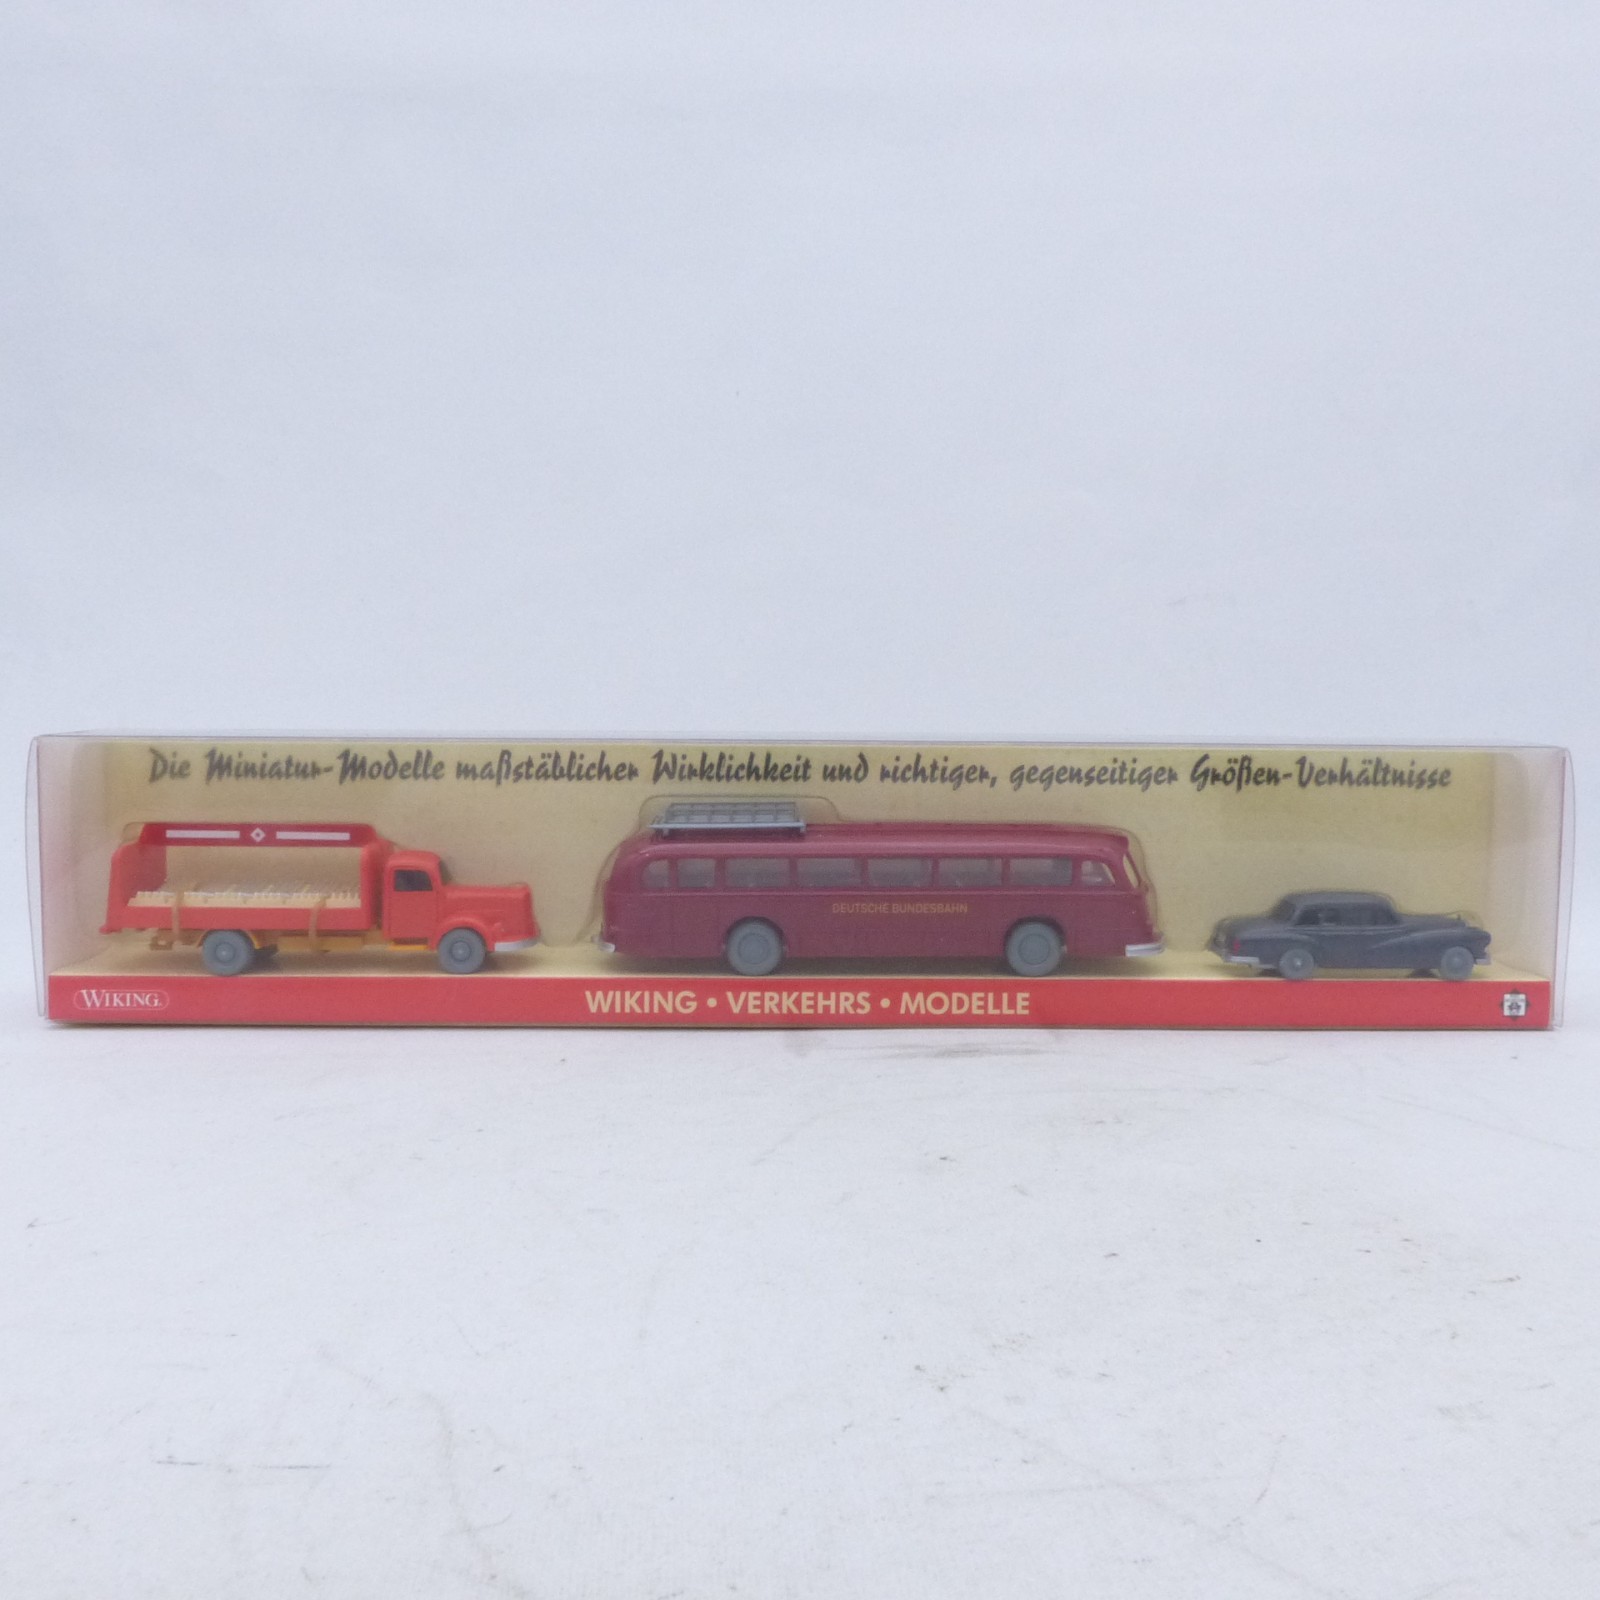 Die Miniatur-Modelle maßstäblicher Wirklichkeit und richtiger, gegenseitiger Größen-Verhältnisse
DEUTSCHE BUNDESBAHN
WIKING
WIKING • VERKEHRS • MODELLE